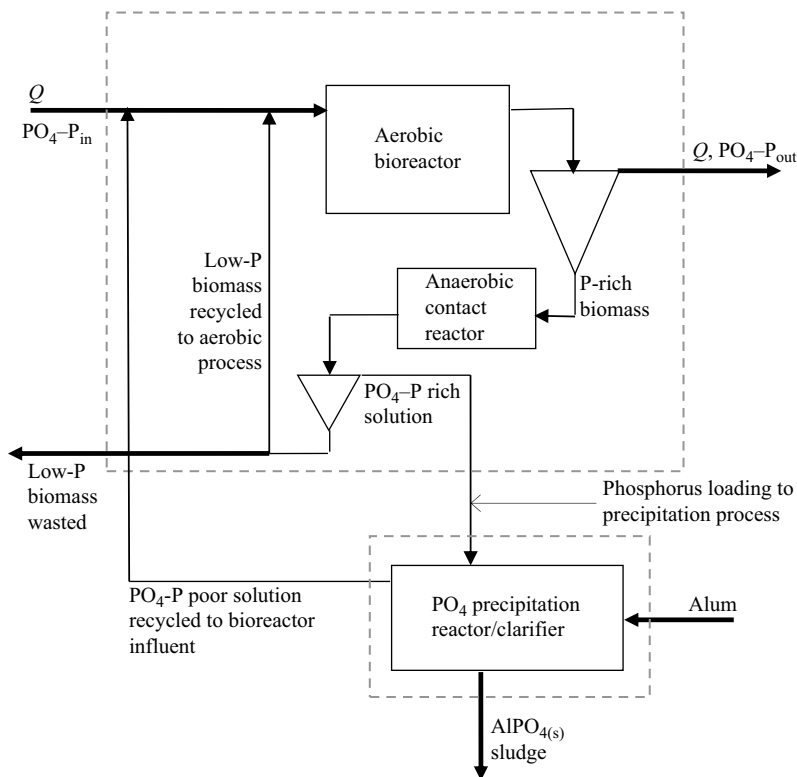 Q
PO₄–Pᵢₙ
Aerobic
bioreactor
Q, PO₄–Pₒᵤₜ
Low-P
biomass
recycled
to aerobic
process
Anaerobic
contact
reactor
P-rich
biomass
PO₄–P rich
solution
Low-P
biomass
wasted
Phosphorus loading to
precipitation process
PO₄-P poor solution
recycled to bioreactor
influent
PO₄ precipitation
reactor/clarifier
Alum
AlPO₄₍ₛ₎
sludge